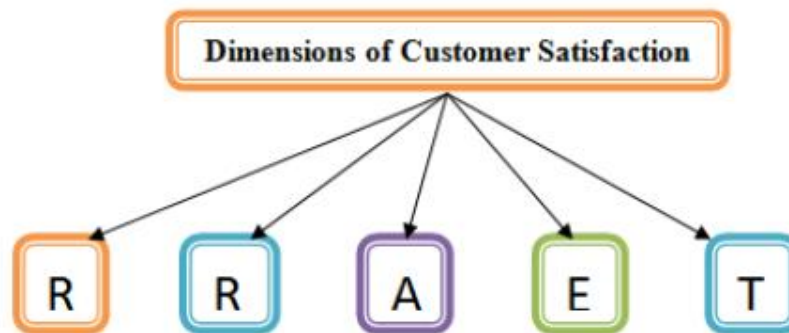 Dimensions of Customer Satisfaction
R R A E T